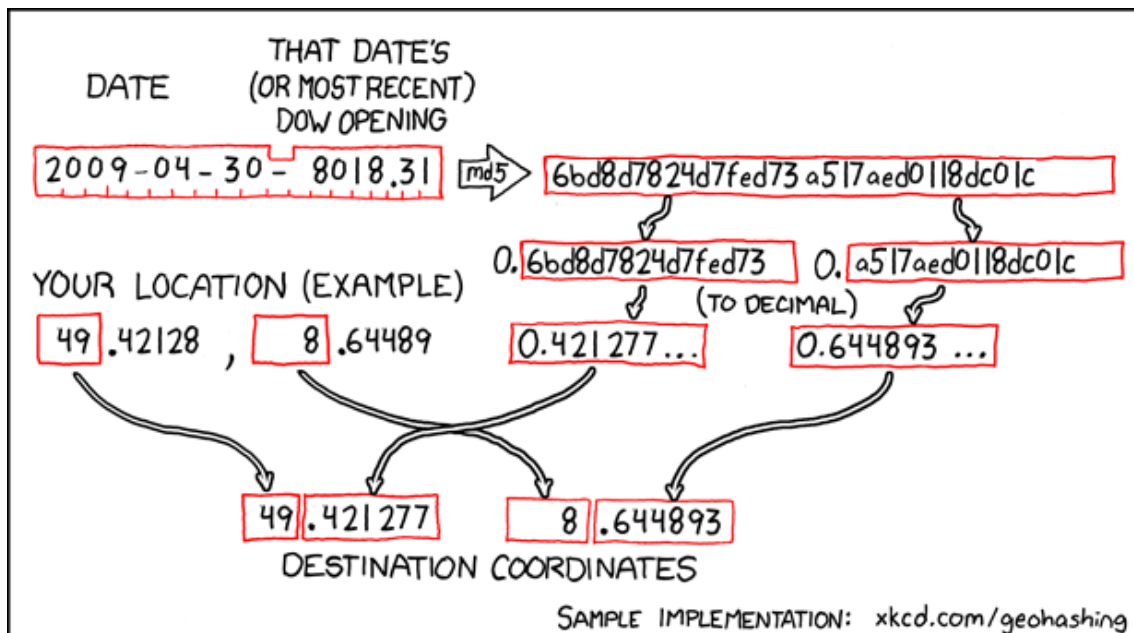 THAT DATE'S
DATE (OR MOST RECENT)
DOW OPENING
2009-04-30-8018.31 md5 6bd8d7824d7fed73a517aed0118dc01c
0.6bd8d7824d7fed73 0.a517aed0118dc01c
YOUR LOCATION (EXAMPLE) (TO DECIMAL)
49.42128, 8.64489 0.421277... 0.644893...
49.421277 8.644893
DESTINATION COORDINATES
SAMPLE IMPLEMENTATION: xkcd.com/geohashing